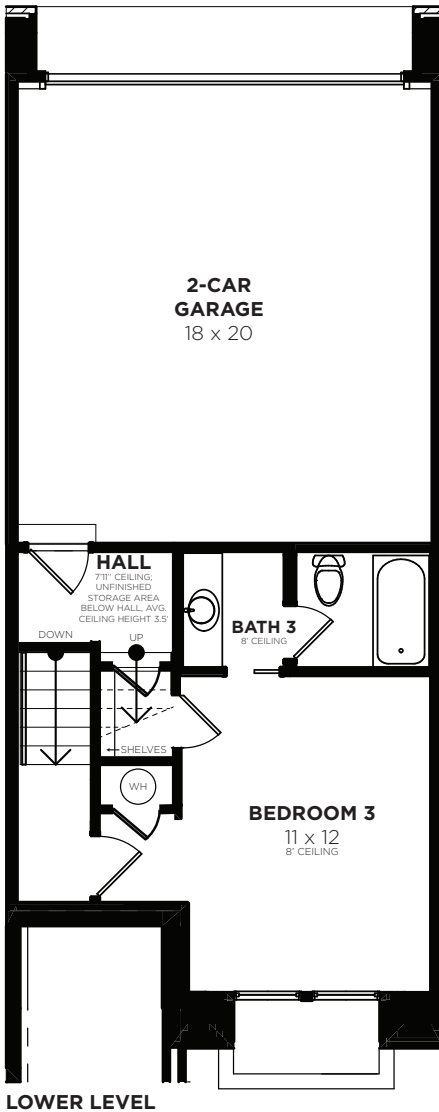 2-CAR
GARAGE
18 x 20
HALL
7'11" CEILING;
UNFINISHED
STORAGE AREA
BELOW HALL, AVG.
CEILING HEIGHT 3.5'
DOWN
UP
BATH 3
8' CEILING
SHELVES
WH
BEDROOM 3
11 x 12
8' CEILING
LOWER LEVEL